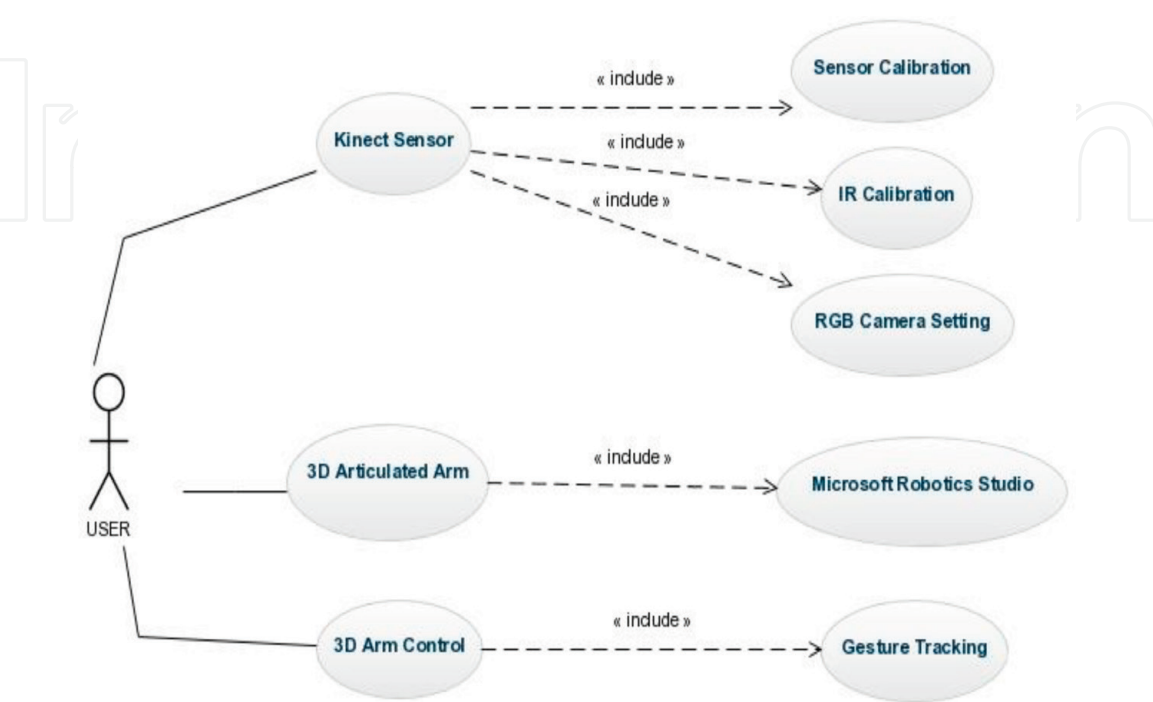 « include »
Sensor Calibration
Kinect Sensor
« include »
IR Calibration
« include »
RGB Camera Setting
3D Articulated Arm
« include »
Microsoft Robotics Studio
USER
3D Arm Control
« include »
Gesture Tracking